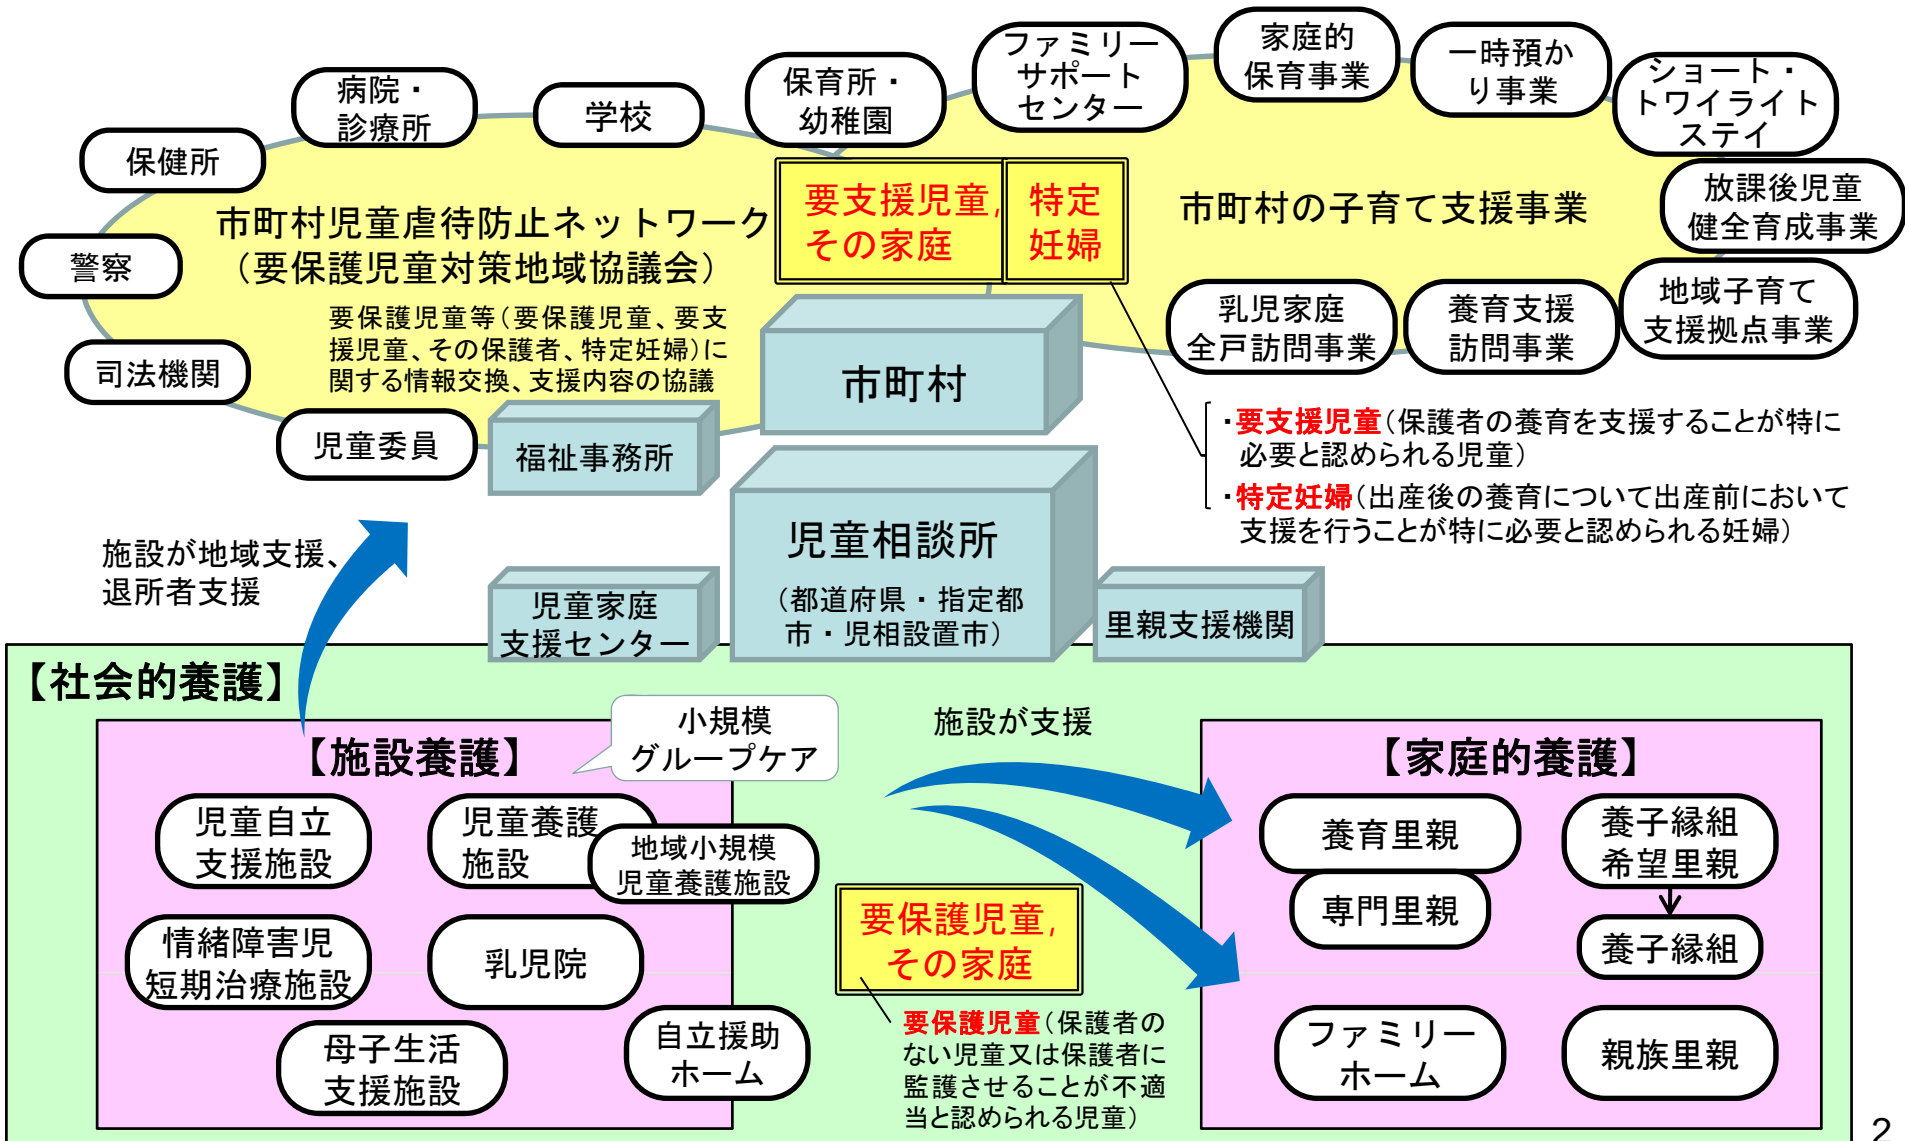 ファミリー
サポート
センター
家庭的
保育事業
一時預か
り事業
ショート・
トワイライト
ステイ
保育所・
幼稚園
病院・
診療所
学校
保健所
警察
司法機関
児童委員
市町村児童虐待防止ネットワーク
（要保護児童対策地域協議会）
要保護児童等（要保護児童、要支
援児童、その保護者、特定妊婦）に
関する情報交換、支援内容の協議
要支援児童,
その家庭
特定
妊婦
市町村の子育て支援事業
放課後児童
健全育成事業
地域子育て
支援拠点事業
養育支援
訪問事業
乳児家庭
全戸訪問事業
市町村
福祉事務所
・要支援児童（保護者の養育を支援することが特に
必要と認められる児童）
・特定妊婦（出産後の養育について出産前において
支援を行うことが特に必要と認められる妊婦）
児童相談所
（都道府県・指定都
市・児相設置市）
児童家庭
支援センター
里親支援機関
施設が地域支援、
退所者支援
【社会的養護】
【施設養護】
小規模
グループケア
児童自立
支援施設
児童養護
施設
地域小規模
児童養護施設
情緒障害児
短期治療施設
乳児院
母子生活
支援施設
自立援助
ホーム
施設が支援
要保護児童,
その家庭
要保護児童（保護者の
ない児童又は保護者に
監護させることが不適
当と認められる児童）
【家庭的養護】
養育里親
専門里親
養子縁組
希望里親
養子縁組
ファミリー
ホーム
親族里親
2